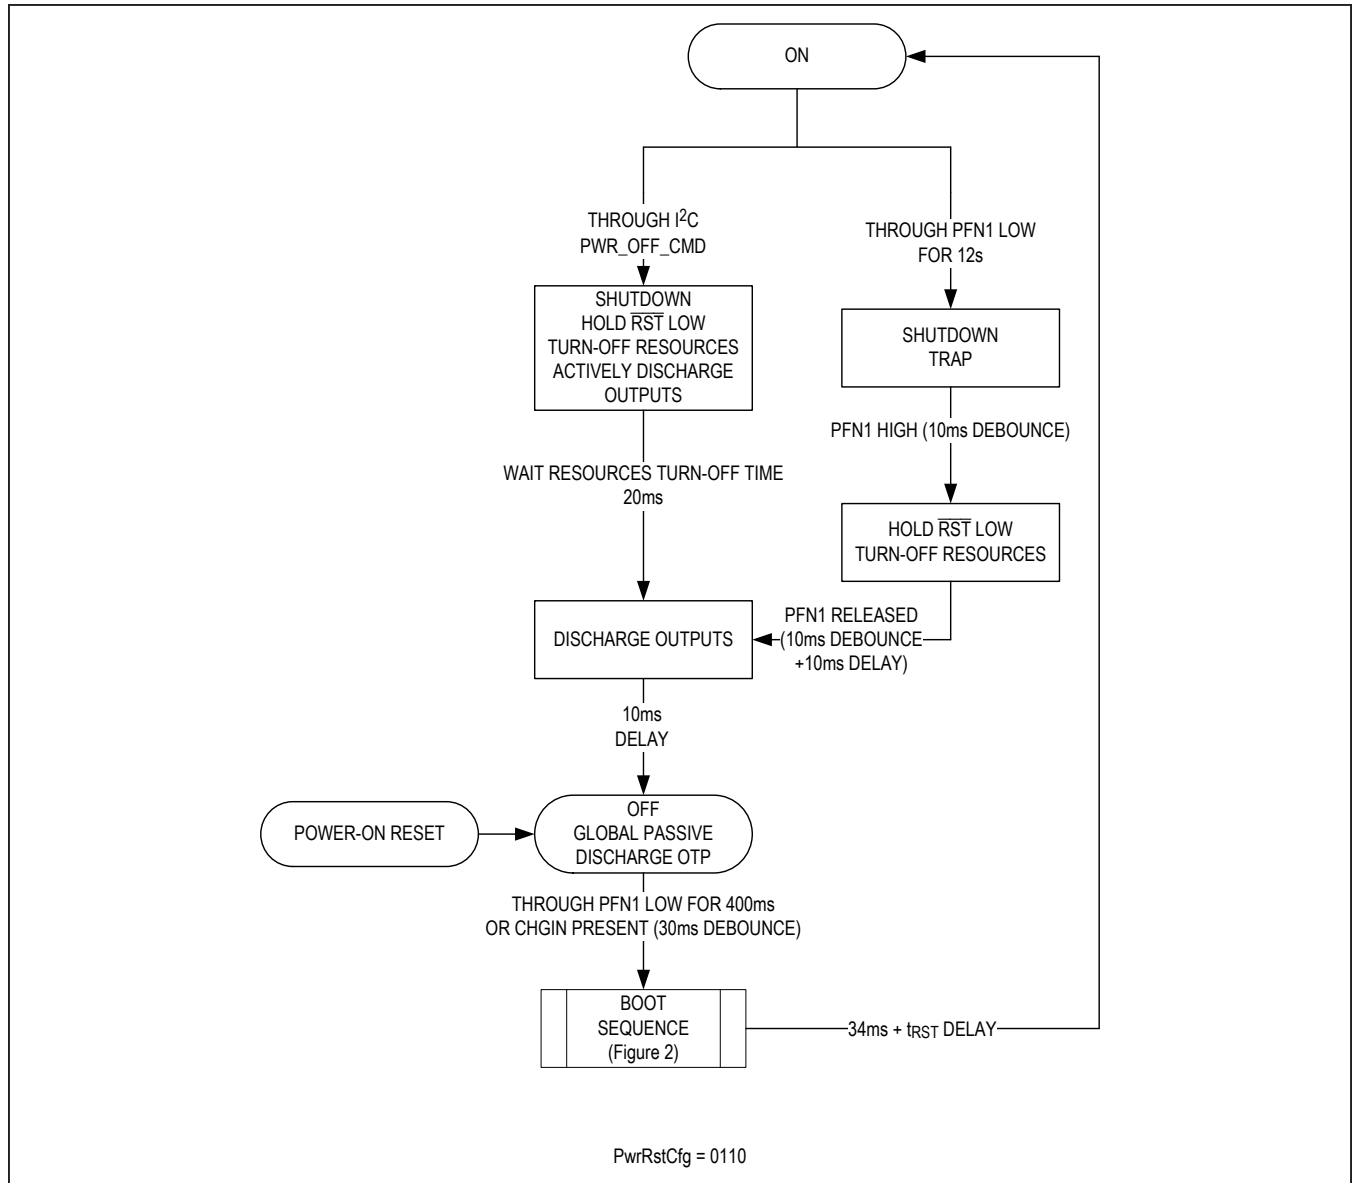 ON
THROUGH I2C
PWR_OFF_CMD
THROUGH PFN1 LOW
FOR 12s
SHUTDOWN
HOLD RST LOW
TURN-OFF RESOURCES
ACTIVELY DISCHARGE
OUTPUTS
SHUTDOWN
TRAP
PFN1 HIGH (10ms DEBOUNCE)
WAIT RESOURCES TURN-OFF TIME
20ms
HOLD RST LOW
TURN-OFF RESOURCES
DISCHARGE OUTPUTS
PFN1 RELEASED
(10ms DEBOUNCE
+10ms DELAY)
10ms
DELAY
POWER-ON RESET
OFF
GLOBAL PASSIVE
DISCHARGE OTP
THROUGH PFN1 LOW FOR 400ms
OR CHGIN PRESENT (30ms DEBOUNCE)
BOOT
SEQUENCE
(Figure 2)
34ms + tRST DELAY
PwrRstCfg = 0110